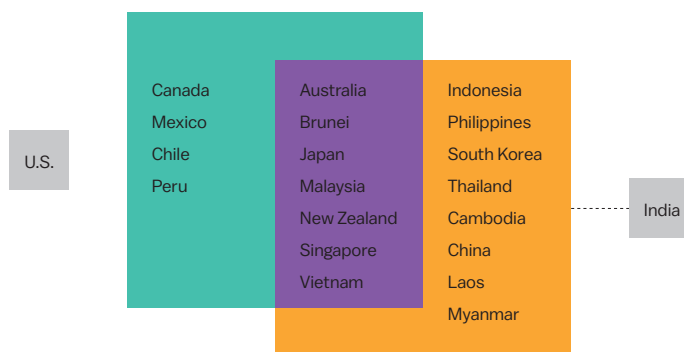 U.S.
Canada
Mexico
Chile
Peru
Australia
Brunei
Japan
Malaysia
New Zealand
Singapore
Vietnam
Indonesia
Philippines
South Korea
Thailand
Cambodia
China
Laos
Myanmar
India